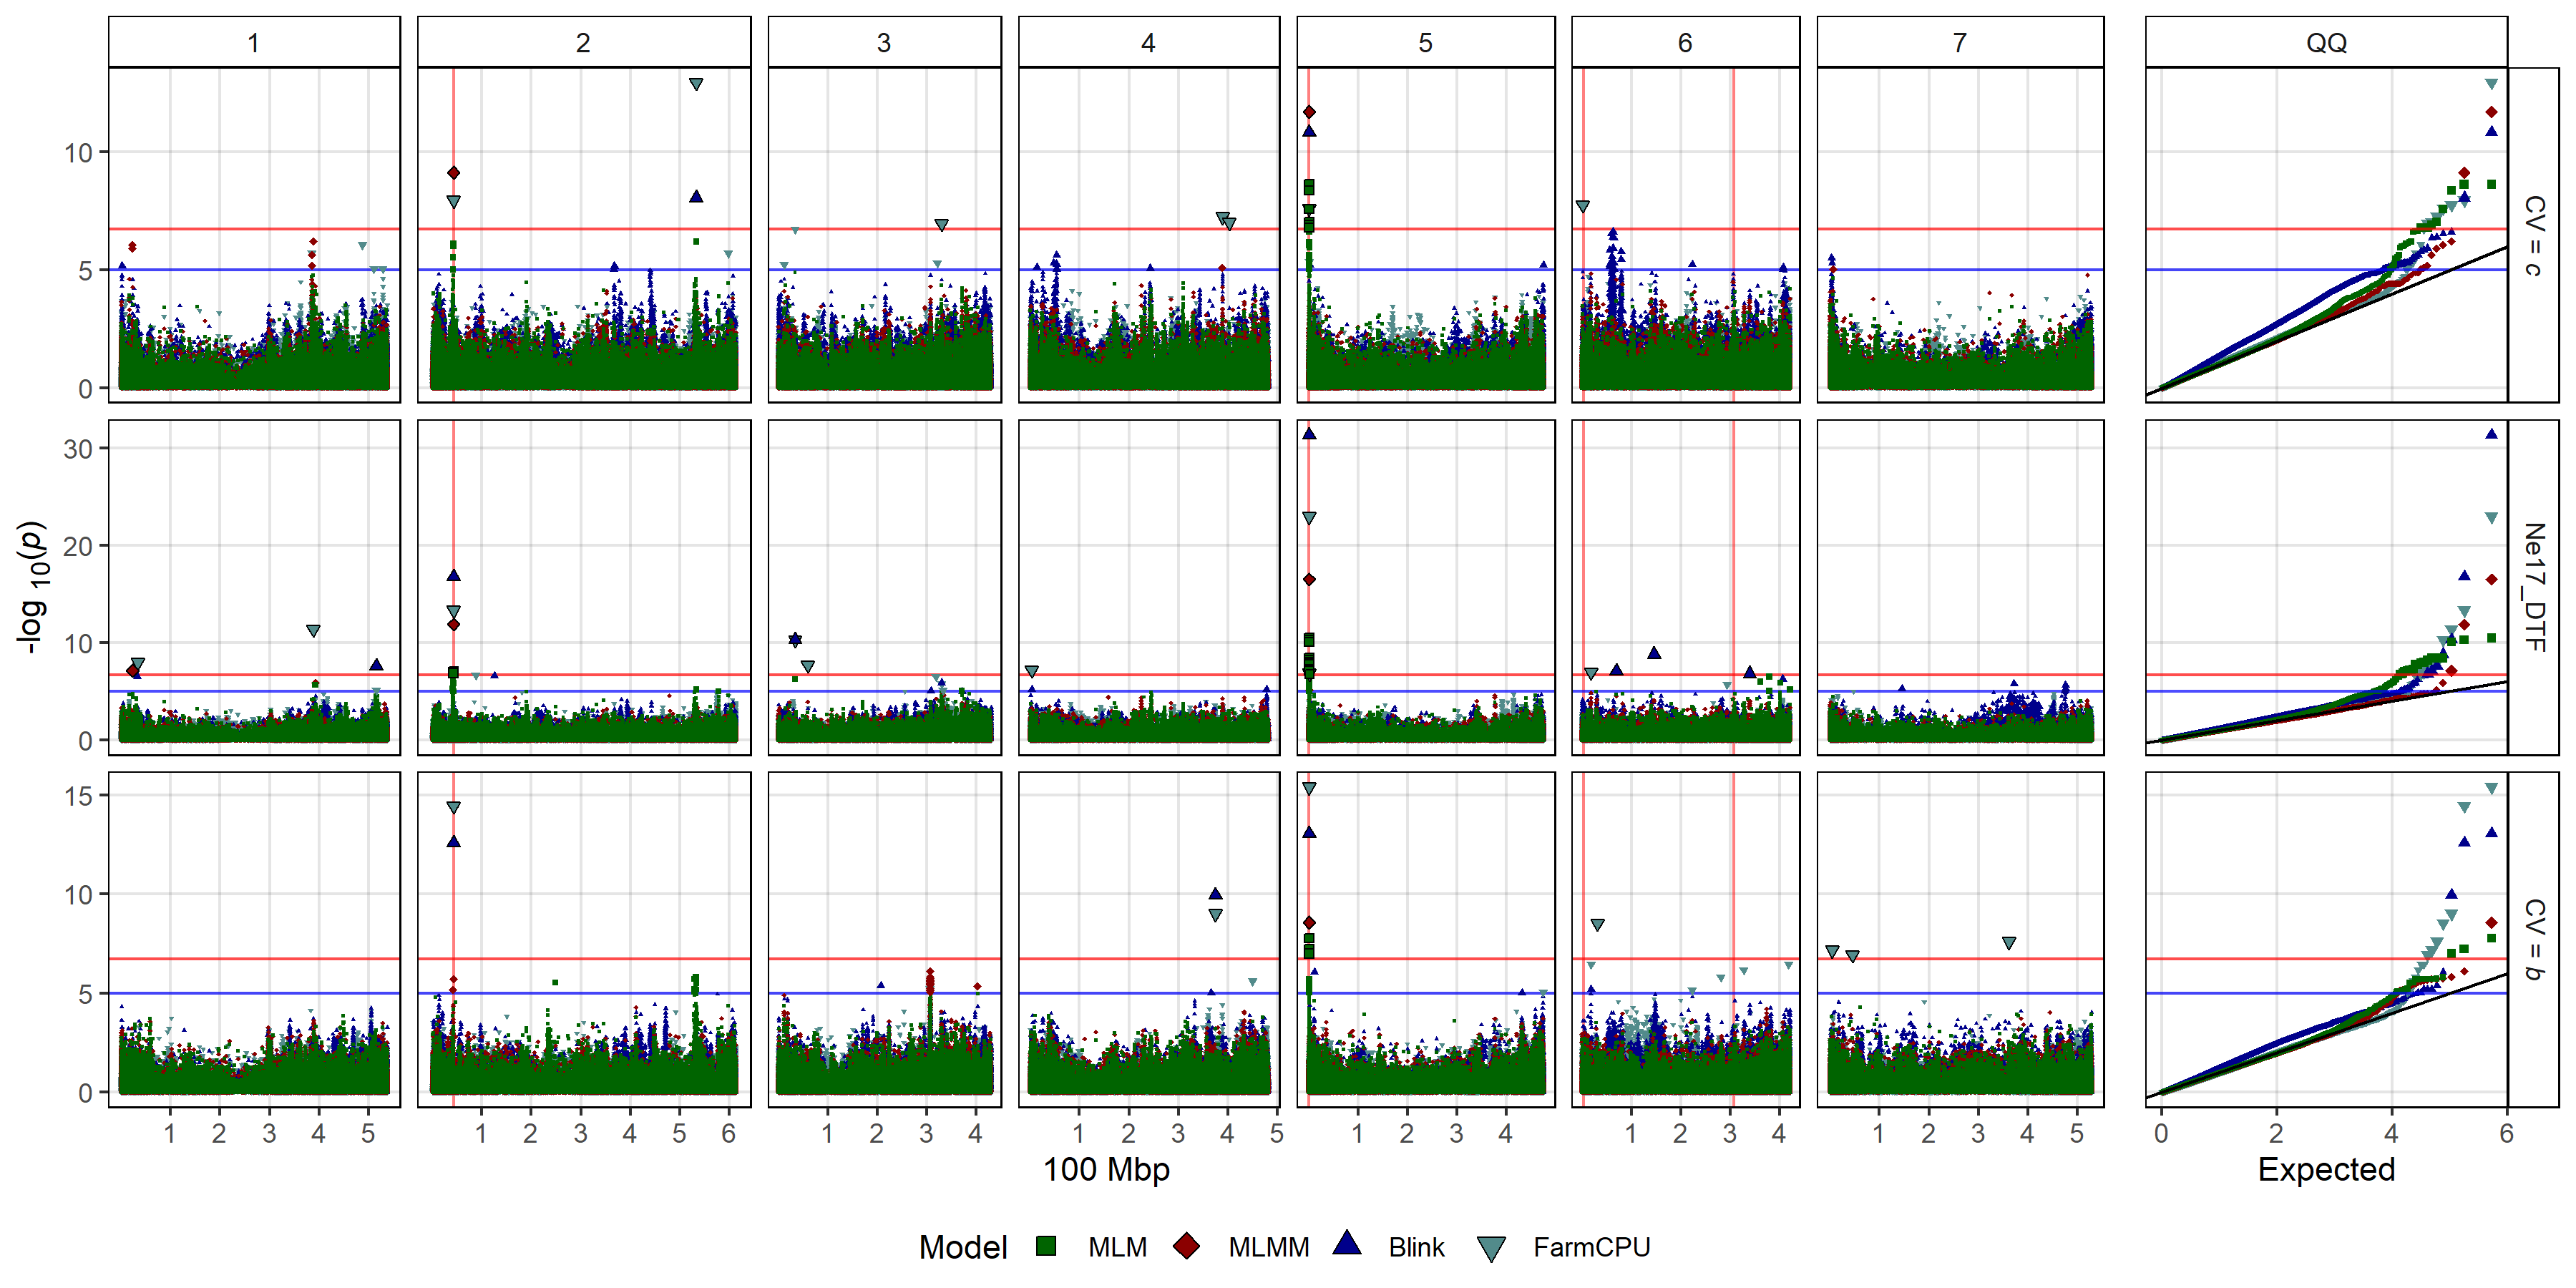 1 2 3 4 5 6 7 QQ
10
5
0
CV = c
30
20
10
0
Ne17_DTF
15
10
5
0
CV = b
-log 10(p)
1 2 3 4 5 1 2 3 4 5 6 1 2 3 4 1 2 3 4 5 1 2 3 4 5 1 2 3 4 1 2 3 4 5 0 2 4 6
100 Mbp Expected
Model MLM MLMM Blink FarmCPU